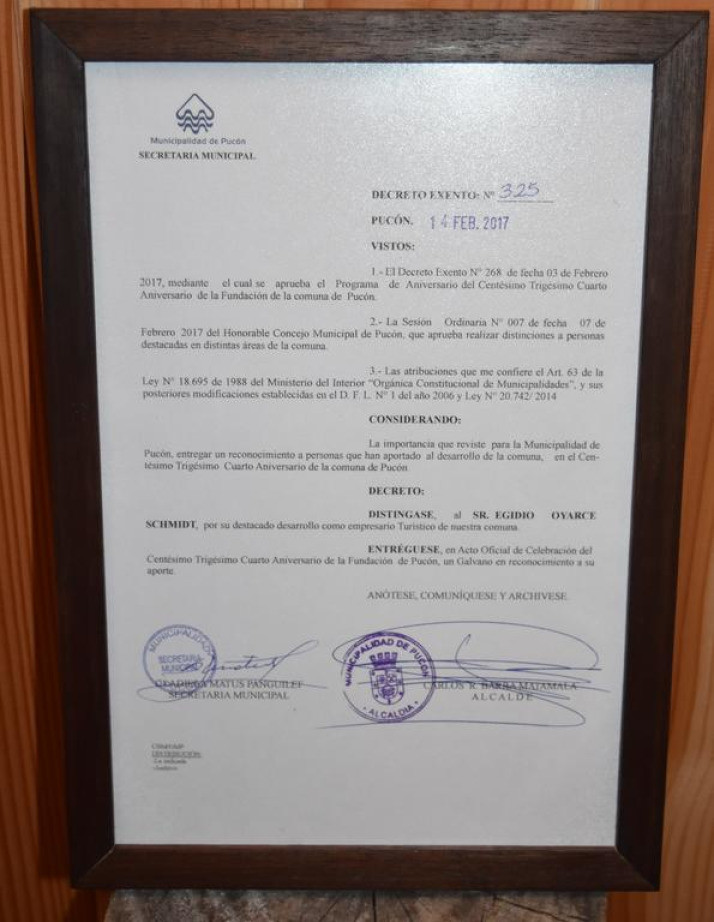 Municipalidad de Pucón
SECRETARIA MUNICIPAL
DECRETO EXENTO: N° 325
PUCÓN, 14 FEB. 2017
VISTOS:
1.- El Decreto Exento N° 268 de fecha 03 de Febrero
2017, mediante el cual se aprueba el Programa de Aniversario del Centésimo Trigésimo Cuarto
Aniversario de la Fundación de la comuna de Pucón.
2.- La Sesión Ordinaria N° 007 de fecha 07 de
Febrero 2017 del Honorable Concejo Municipal de Pucón, que aprueba realizar distinciones a personas
destacadas en distintas áreas de la comuna.
3.- Las atribuciones que me confiere el Art. 63 de la
Ley N° 18.695 de 1988 del Ministerio del Interior "Orgánica Constitucional de Municipalidades", y sus
posteriores modificaciones establecidas en el D. F. L. N° 1 del año 2006 y Ley N° 20.742/ 2014
CONSIDERANDO:
La importancia que reviste para la Municipalidad de
Pucón, entregar un reconocimiento a personas que han aportado al desarrollo de la comuna, en el Cen-
tésimo Trigésimo Cuarto Aniversario de la comuna de Pucón
DECRETO:
DISTINGASE, al SR. EGIDIO OYARCE
SCHMIDT, por su destacado desarrollo como empresario Turístico de nuestra comuna.
ENTRÉGUESE, en Acto Oficial de Celebración del
Centésimo Trigésimo Cuarto Aniversario de la Fundación de Pucón, un Galvano en reconocimiento a su
aporte.
ANÓTESE, COMUNÍQUESE Y ARCHIVESE.
MUNICIPALIDAD
SECRETARIA
MUNICIPAL
MUNICIPALIDAD DE PUCÓN
ALCALDIA
MATUS PANGUILEF
SECRETARIA MUNICIPAL
CARLOS R. BARRA MATAMALA
ALCALDE
DISTRIBUCIÓN: